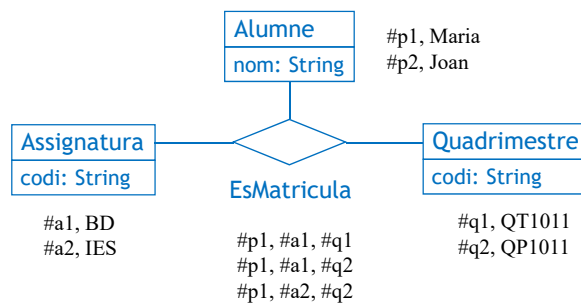 Alumne
nom: String
#p1, Maria
#p2, Joan
Assignatura
codi: String
#a1, BD
#a2, IES
EsMatricula
#p1, #a1, #q1
#p1, #a1, #q2
#p1, #a2, #q2
Quadrimestre
codi: String
#q1, QT1011
#q2, QP1011